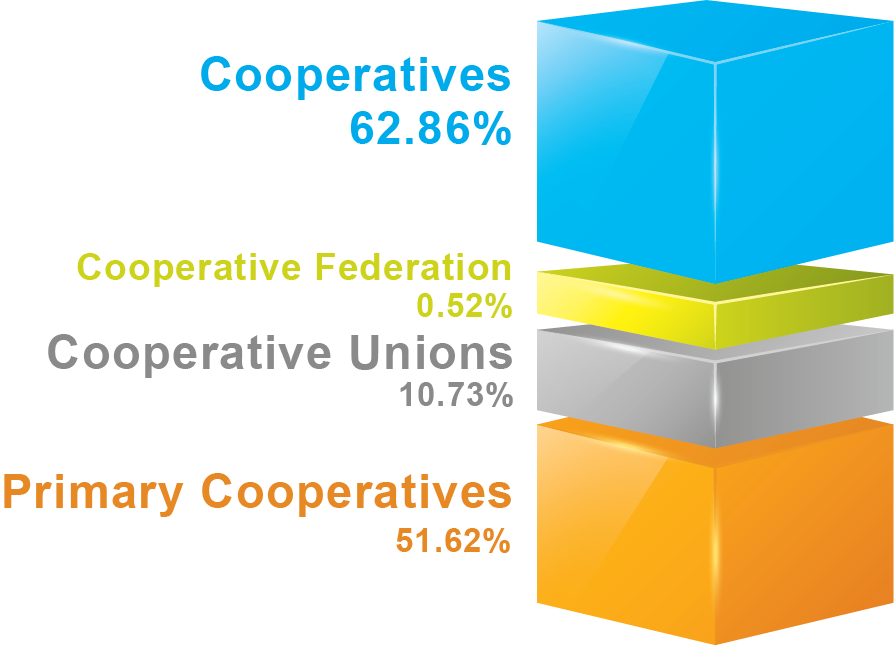 Cooperatives
62.86%
Cooperative Federation
0.52%
Cooperative Unions
10.73%
Primary Cooperatives
51.62%